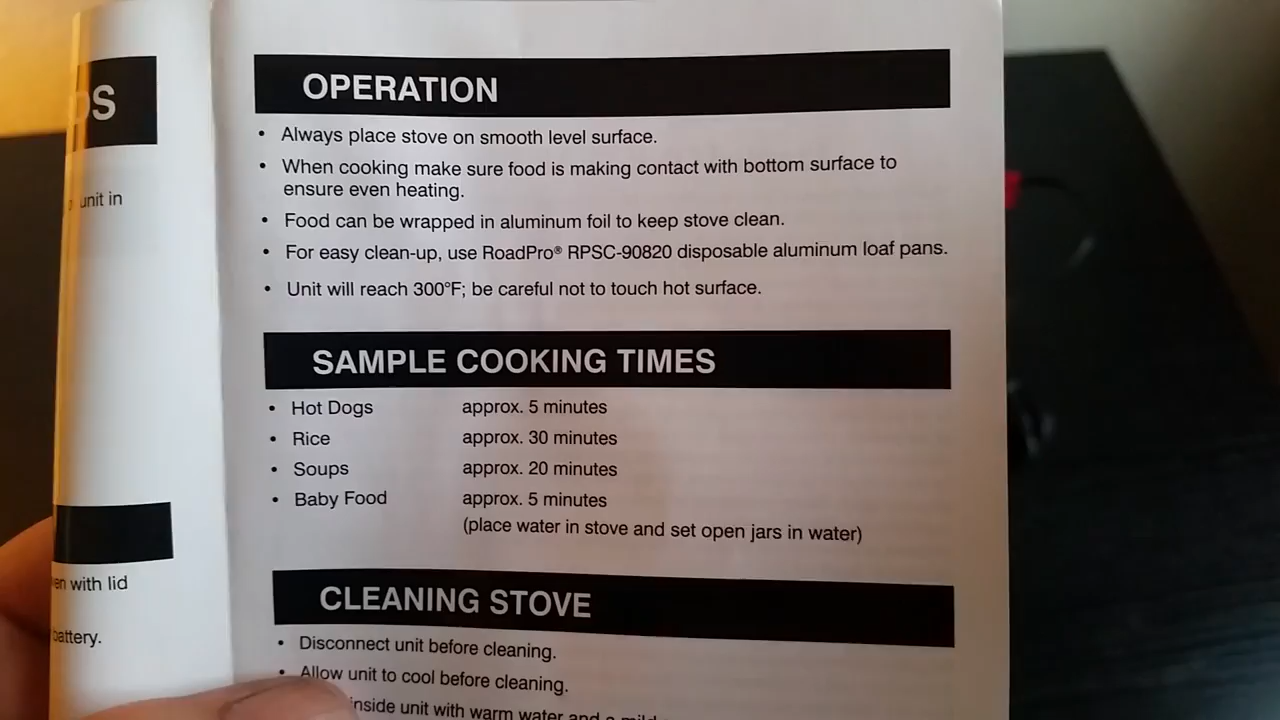 S
unit in
with lid
battery.
OPERATION
• Always place stove on smooth level surface.
• When cooking make sure food is making contact with bottom surface to
ensure even heating.
• Food can be wrapped in aluminum foil to keep stove clean.
• For easy clean-up, use RoadPro® RPSC-90820 disposable aluminum loaf pans.
• Unit will reach 300°F; be careful not to touch hot surface.
SAMPLE COOKING TIMES
• Hot Dogs approx. 5 minutes
• Rice approx. 30 minutes
• Soups approx. 20 minutes
• Baby Food approx. 5 minutes
(place water in stove and set open jars in water)
CLEANING STOVE
• Disconnect unit before cleaning.
• Allow unit to cool before cleaning.
inside unit with warm water and a mild